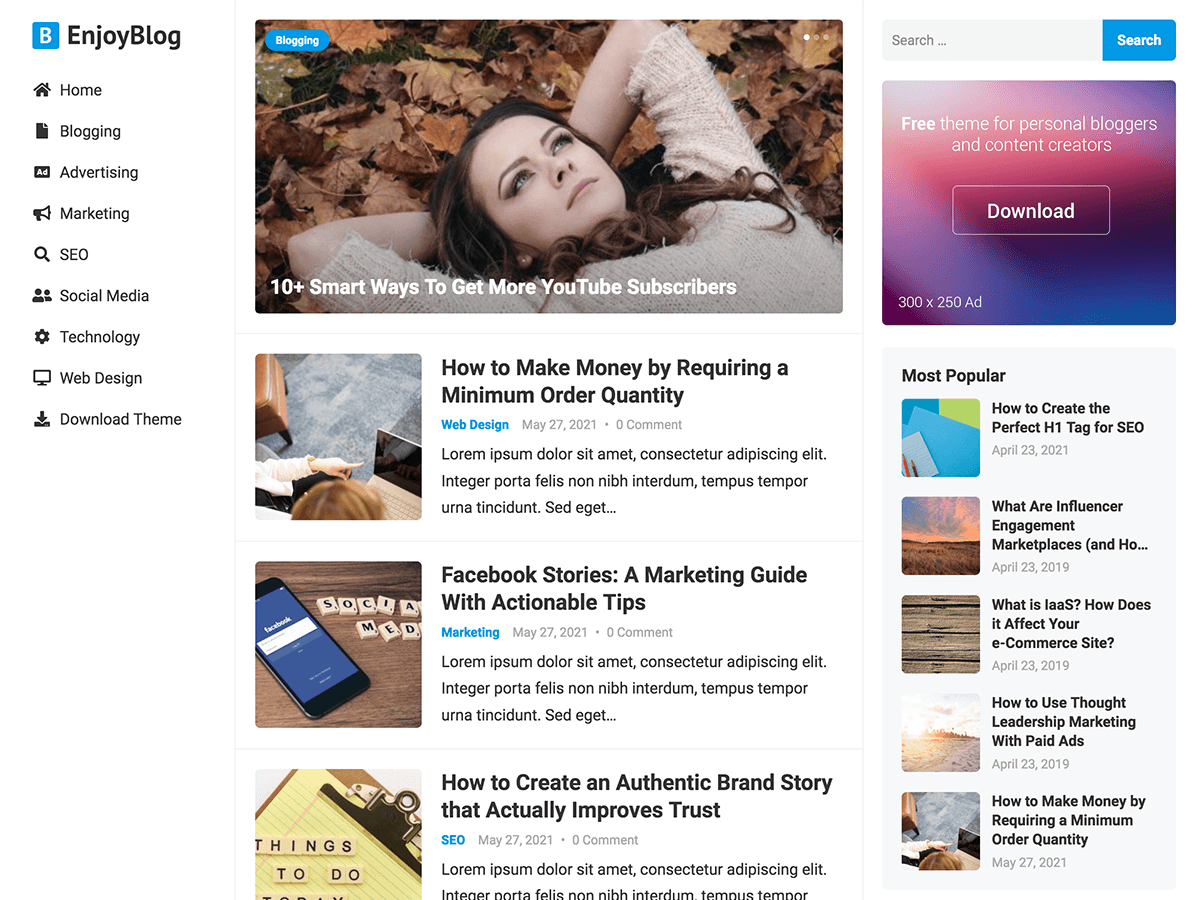 B EnjoyBlog
Home
Blogging
Ad Advertising
Marketing
SEO
Social Media
Technology
Web Design
Download Theme
Blogging
10+ Smart Ways To Get More YouTube Subscribers
How to Make Money by Requiring a
Minimum Order Quantity
Web Design May 27, 2021 • 0 Comment
Lorem ipsum dolor sit amet, consectetur adipiscing elit.
Integer porta felis non nibh interdum, tempus tempor
urna tincidunt. Sed eget…
SOCIA
MED
facebook
Facebook Stories: A Marketing Guide
With Actionable Tips
Marketing May 27, 2021 • 0 Comment
Lorem ipsum dolor sit amet, consectetur adipiscing elit.
Integer porta felis non nibh interdum, tempus tempor
urna tincidunt. Sed eget…
THINGS
TO DO
TODAY
How to Create an Authentic Brand Story
that Actually Improves Trust
SEO May 27, 2021 • 0 Comment
Lorem ipsum dolor sit amet, consectetur adipiscing elit.
Integer porta felis non nibh interdum, tempus tempor
Search …
Search
Free theme for personal bloggers
and content creators
Download
300 x 250 Ad
Most Popular
How to Create the
Perfect H1 Tag for SEO
April 23, 2021
What Are Influencer
Engagement
Marketplaces (and Ho…
April 23, 2019
What is IaaS? How Does
it Affect Your
e-Commerce Site?
April 23, 2019
How to Use Thought
Leadership Marketing
With Paid Ads
April 23, 2019
How to Make Money by
Requiring a Minimum
Order Quantity
May 27, 2021